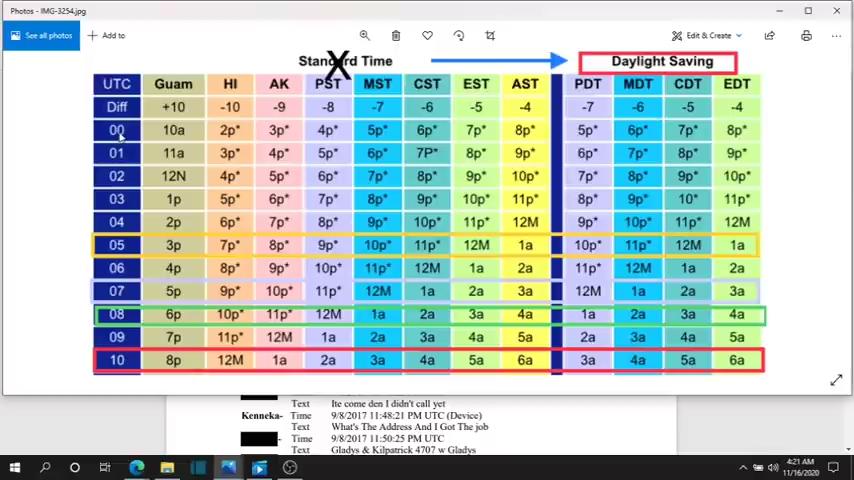 Photos - IMG-3254.jpg
See all photos
Add to
Edit & Create
Standard Time X Daylight Saving
UTC Guam HI AK PST MST CST EST AST PDT MDT CDT EDT
Diff +10 -10 -9 -8 -7 -6 -5 -4 -7 -6 -5 -4
00 10a 2p* 3p* 4p* 5p* 6p* 7p* 8p* 5p* 6p* 7p* 8p*
01 11a 3p* 4p* 5p* 6p* 7P* 8p* 9p* 6p* 7p* 8p* 9p*
02 12N 4p* 5p* 6p* 7p* 8p* 9p* 10p* 7p* 8p* 9p* 10p*
03 1p 5p* 6p* 7p* 8p* 9p* 10p* 11p* 8p* 9p* 10p* 11p*
04 2p 6p* 7p* 8p* 9p* 10p* 11p* 12M 9p* 10p* 11p* 12M
05 3p 7p* 8p* 9p* 10p* 11p* 12M 1a 10p* 11p* 12M 1a
06 4p 8p* 9p* 10p* 11p* 12M 1a 2a 11p* 12M 1a 2a
07 5p 9p* 10p* 11p* 12M 1a 2a 3a 12M 1a 2a 3a
08 6p 10p* 11p* 12M 1a 2a 3a 4a 1a 2a 3a 4a
09 7p 11p* 12M 1a 2a 3a 4a 5a 2a 3a 4a 5a
10 8p 12M 1a 2a 3a 4a 5a 6a 3a 4a 5a 6a
Text Ite come den I didn't call yet
Kenneka- Time 9/8/2017 11:48:21 PM UTC (Device)
Text What's The Address And I Got The job
- Time 9/8/2017 11:50:25 PM UTC
Text Gladys & Kilpatrick 4707 w Gladys
4:21 AM
11/16/2020